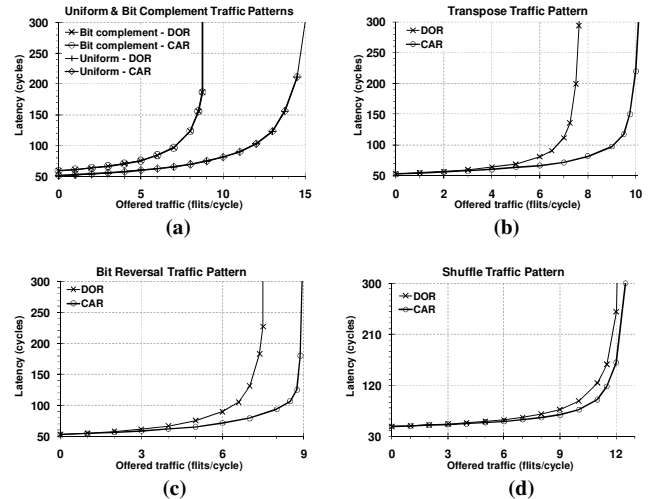 Uniform & Bit Complement Traffic Patterns
300
250
200
150
100
50
Latency (cycles)
Bit complement - DOR
Bit complement - CAR
Uniform - DOR
Uniform - CAR
0 5 10 15
Offered traffic (flits/cycle)
(a)
Transpose Traffic Pattern
300
250
200
150
100
50
Latency (cycles)
DOR
CAR
0 2 4 6 8 10
Offered traffic (flits/cycle)
(b)
Bit Reversal Traffic Pattern
300
250
200
150
100
50
Latency (cycles)
DOR
CAR
0 3 6 9
Offered traffic (flits/cycle)
(c)
Shuffle Traffic Pattern
300
210
120
30
Latency (cycles)
DOR
CAR
0 3 6 9 12
Offered traffic (flits/cycle)
(d)